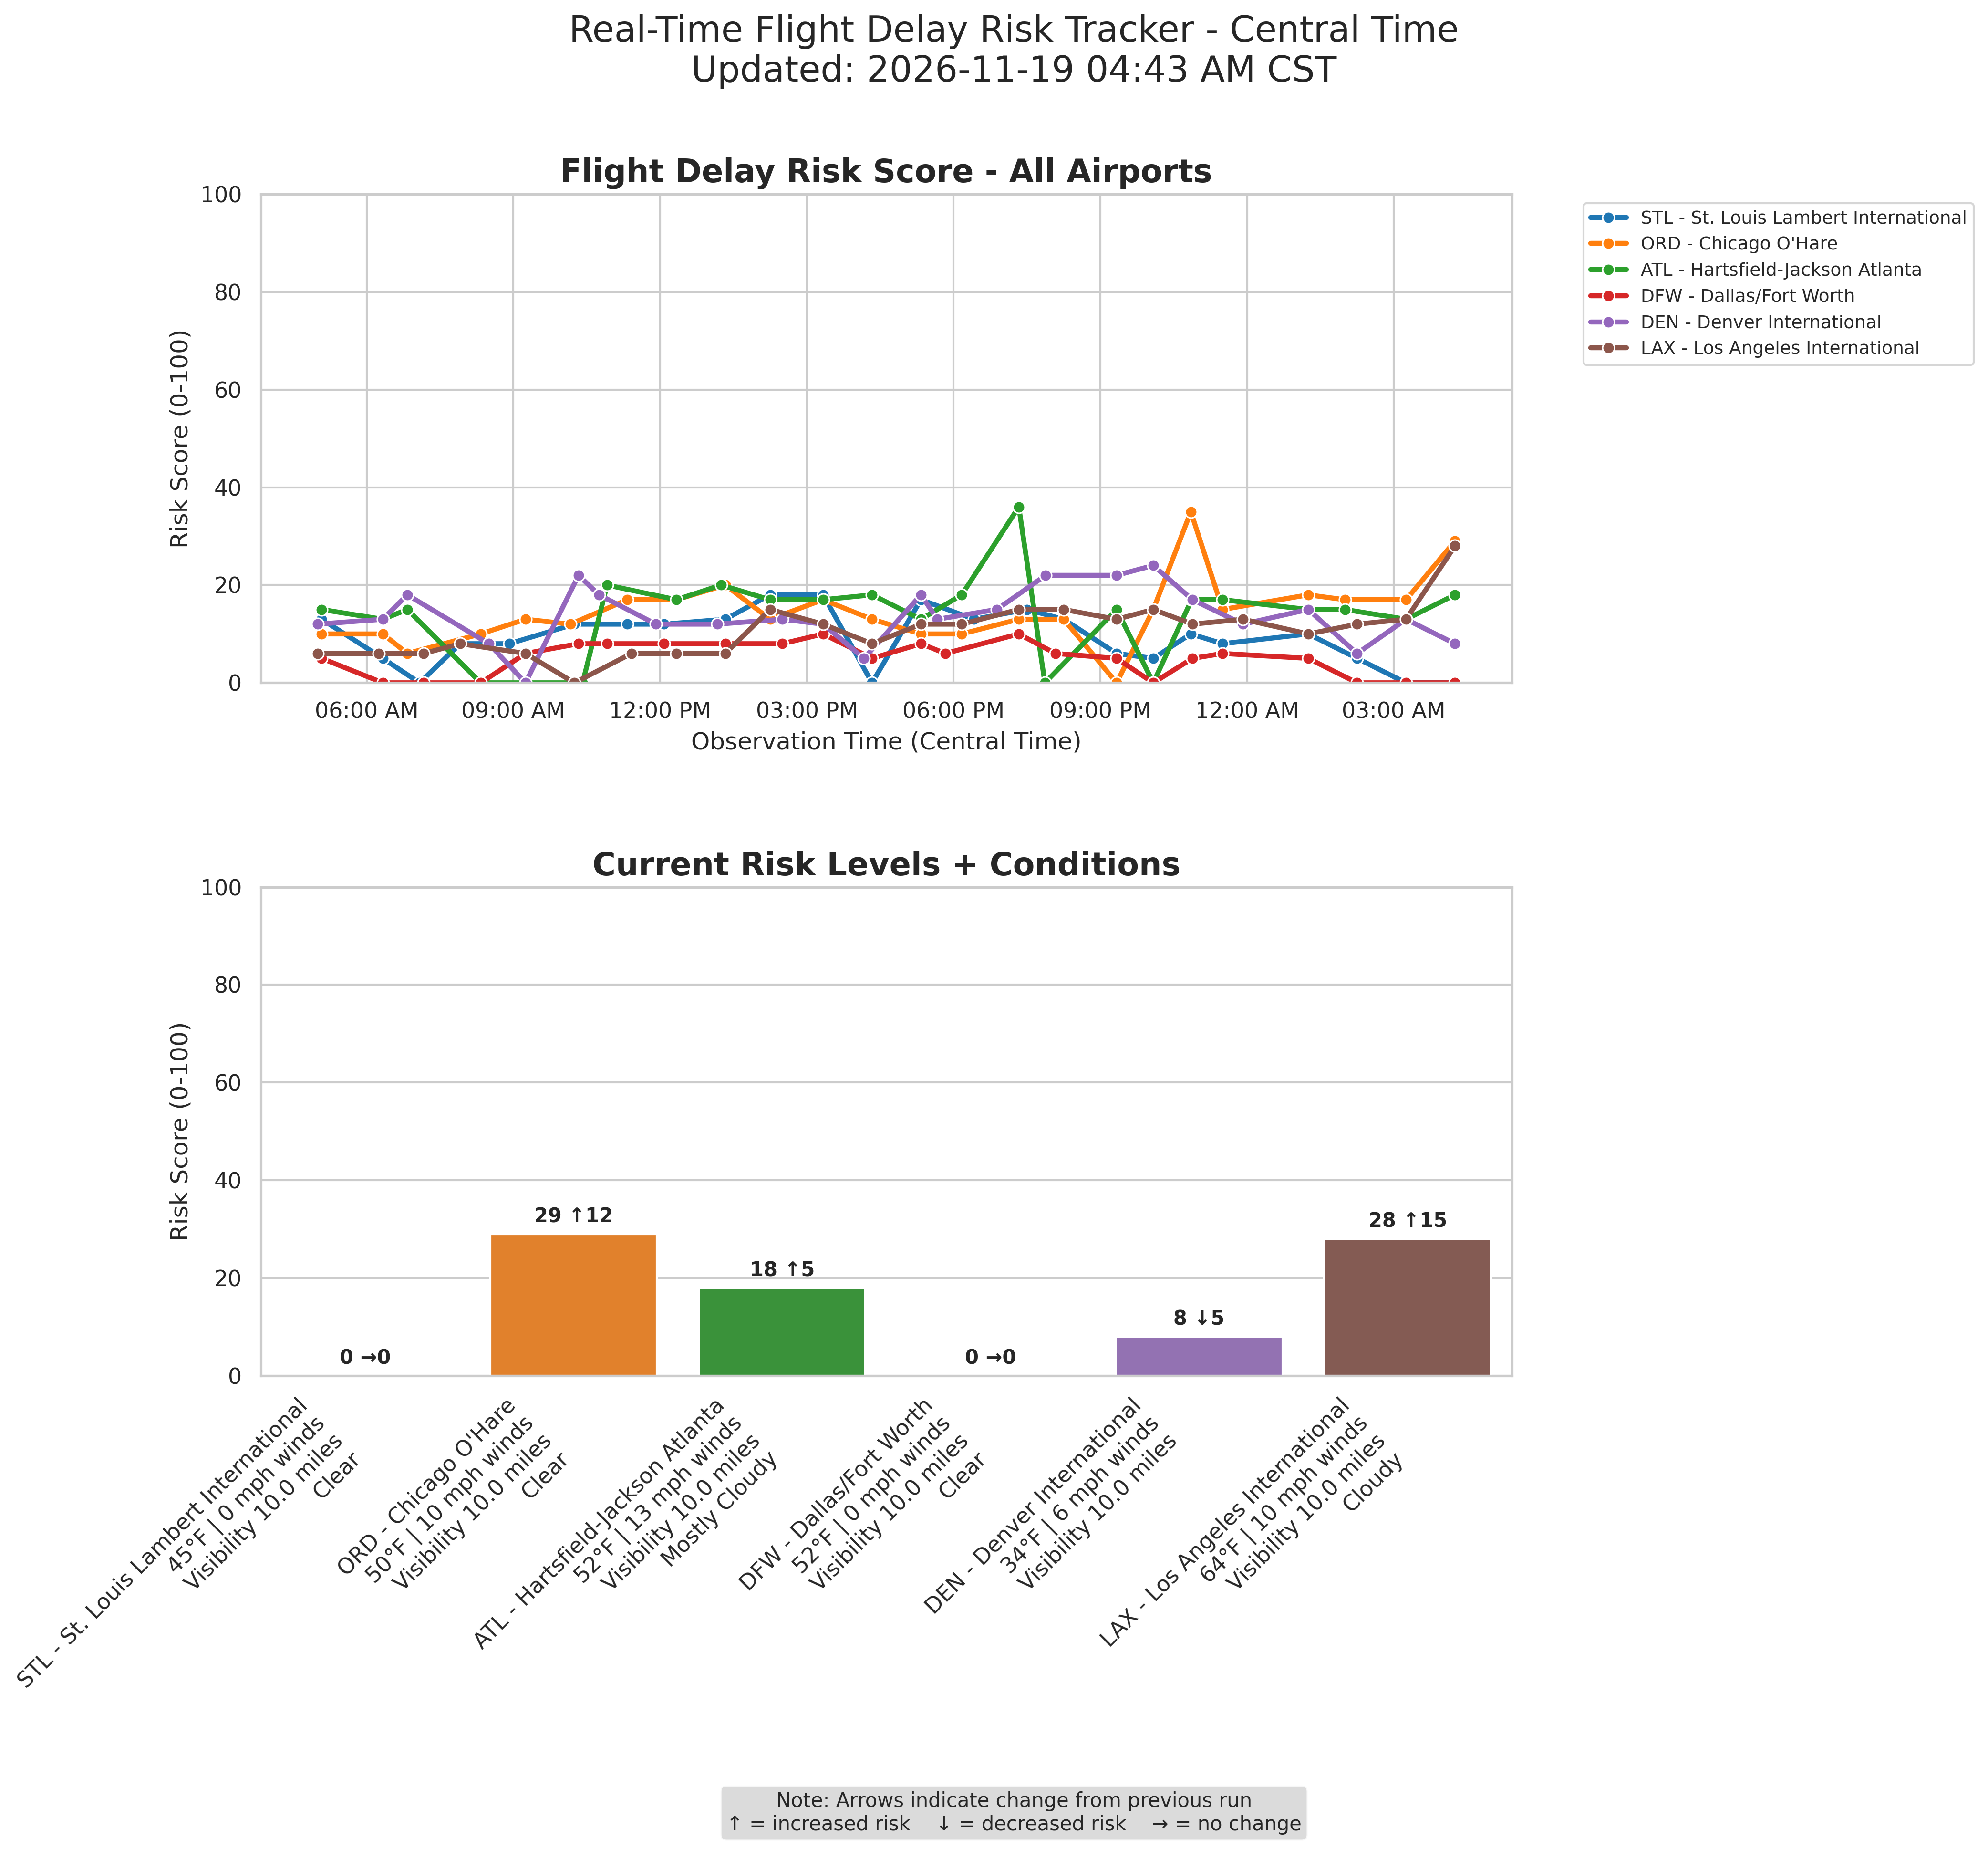 Real-Time Flight Delay Risk Tracker - Central Time
Updated: 2026-11-19 04:43 AM CST
Flight Delay Risk Score - All Airports
Risk Score (0-100)
100
80
60
40
20
0
06:00 AM
09:00 AM
12:00 PM
03:00 PM
06:00 PM
09:00 PM
12:00 AM
03:00 AM
Observation Time (Central Time)
STL - St. Louis Lambert International
ORD - Chicago O'Hare
ATL - Hartsfield-Jackson Atlanta
DFW - Dallas/Fort Worth
DEN - Denver International
LAX - Los Angeles International
Current Risk Levels + Conditions
Risk Score (0-100)
100
80
60
40
20
0
0 →0
29 ↑12
18 ↑5
0 →0
8 ↓5
28 ↑15
STL - St. Louis Lambert International
45°F | 0 mph winds
Visibility 10.0 miles
Clear
ORD - Chicago O'Hare
50°F | 10 mph winds
Visibility 10.0 miles
Clear
ATL - Hartsfield-Jackson Atlanta
52°F | 13 mph winds
Visibility 10.0 miles
Mostly Cloudy
DFW - Dallas/Fort Worth
52°F | 0 mph winds
Visibility 10.0 miles
Clear
DEN - Denver International
34°F | 6 mph winds
Visibility 10.0 miles
LAX - Los Angeles International
64°F | 10 mph winds
Visibility 10.0 miles
Cloudy
Note: Arrows indicate change from previous run
↑ = increased risk    ↓ = decreased risk    → = no change